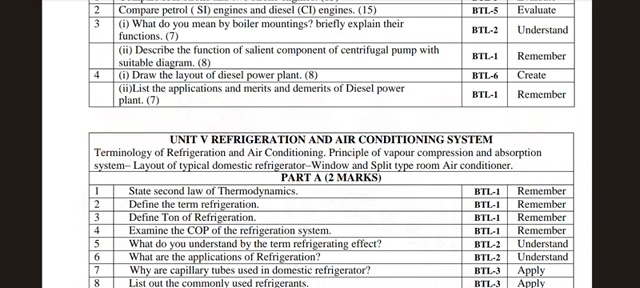 2 Compare petrol ( SI) engines and diesel (CI) engines. (15) BTL-5 Evaluate
3 (i) What do you mean by boiler mountings? briefly explain their
functions. (7) BTL-2 Understand
(ii) Describe the function of salient component of centrifugal pump with
suitable diagram. (8) BTL-1 Remember
4 (i) Draw the layout of diesel power plant. (8) BTL-6 Create
(ii)List the applications and merits and demerits of Diesel power
plant. (7) BTL-1 Remember
UNIT V REFRIGERATION AND AIR CONDITIONING SYSTEM
Terminology of Refrigeration and Air Conditioning. Principle of vapour compression and absorption
system– Layout of typical domestic refrigerator–Window and Split type room Air conditioner.
PART A (2 MARKS)
1 State second law of Thermodynamics. BTL-1 Remember
2 Define the term refrigeration. BTL-1 Remember
3 Define Ton of Refrigeration. BTL-1 Remember
4 Examine the COP of the refrigeration system. BTL-1 Remember
5 What do you understand by the term refrigerating effect? BTL-2 Understand
6 What are the applications of Refrigeration? BTL-2 Understand
7 Why are capillary tubes used in domestic refrigerator? BTL-3 Apply
8 List out the commonly used refrigerants. BTL-3 Apply